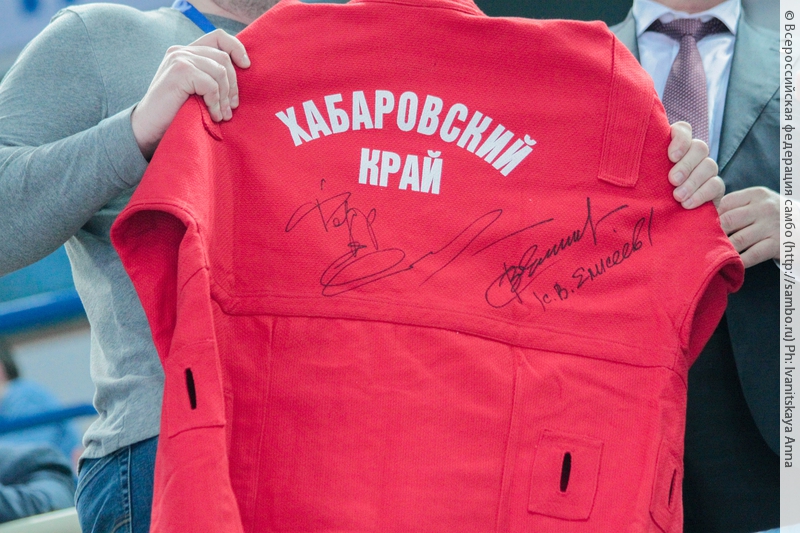 ХАБАРОВСКИЙ
КРАЙ
/С.В. Елисеев/
© Всероссийская федерация самбо (http://sambo.ru) Ph: Ivanitskaya Anna